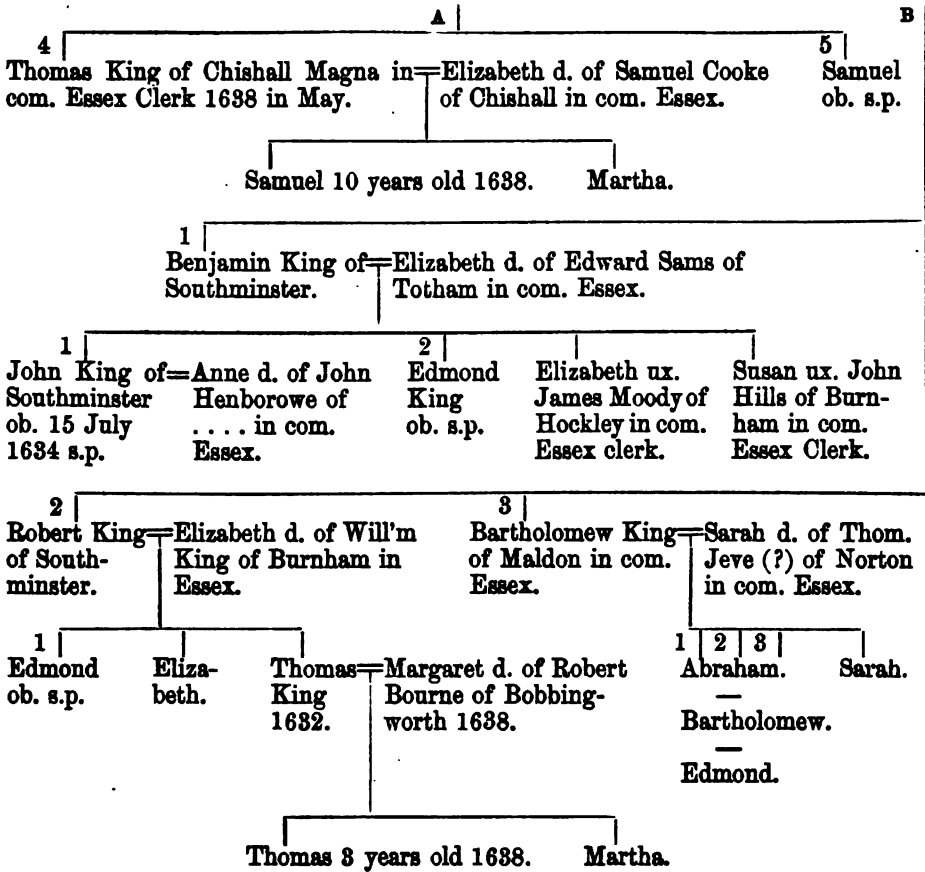 A B
4 5
Thomas King of Chishall Magna in=Elizabeth d. of Samuel Cooke Samuel
com. Essex Clerk 1638 in May. of Chishall in com. Essex. ob. s.p.
Samuel 10 years old 1638. Martha.
1
Benjamin King of=Elizabeth d. of Edward Sams of
Southminster. Totham in com. Essex.
1 2
John King of=Anne d. of John Edmond Elizabeth ux. Susan ux. John
Southminster Henborowe of King James Moody of Hills of Burn-
ob. 15 July . . . . in com. ob. s.p. Hockley in com. ham in com.
1634 s.p. Essex. Essex clerk. Essex Clerk.
2 3
Robert King=Elizabeth d. of Will'm Bartholomew King=Sarah d. of Thom.
of South- King of Burnham in of Maldon in com. Jeve (?) of Norton
minster. Essex. Essex. in com. Essex.
1 1 2 3
Edmond Eliza- Thomas=Margaret d. of Robert Abraham. Sarah.
ob. s.p. beth. King Bourne of Bobbing-
1632. worth 1638. Bartholomew.
Edmond.
Thomas 3 years old 1638. Martha.